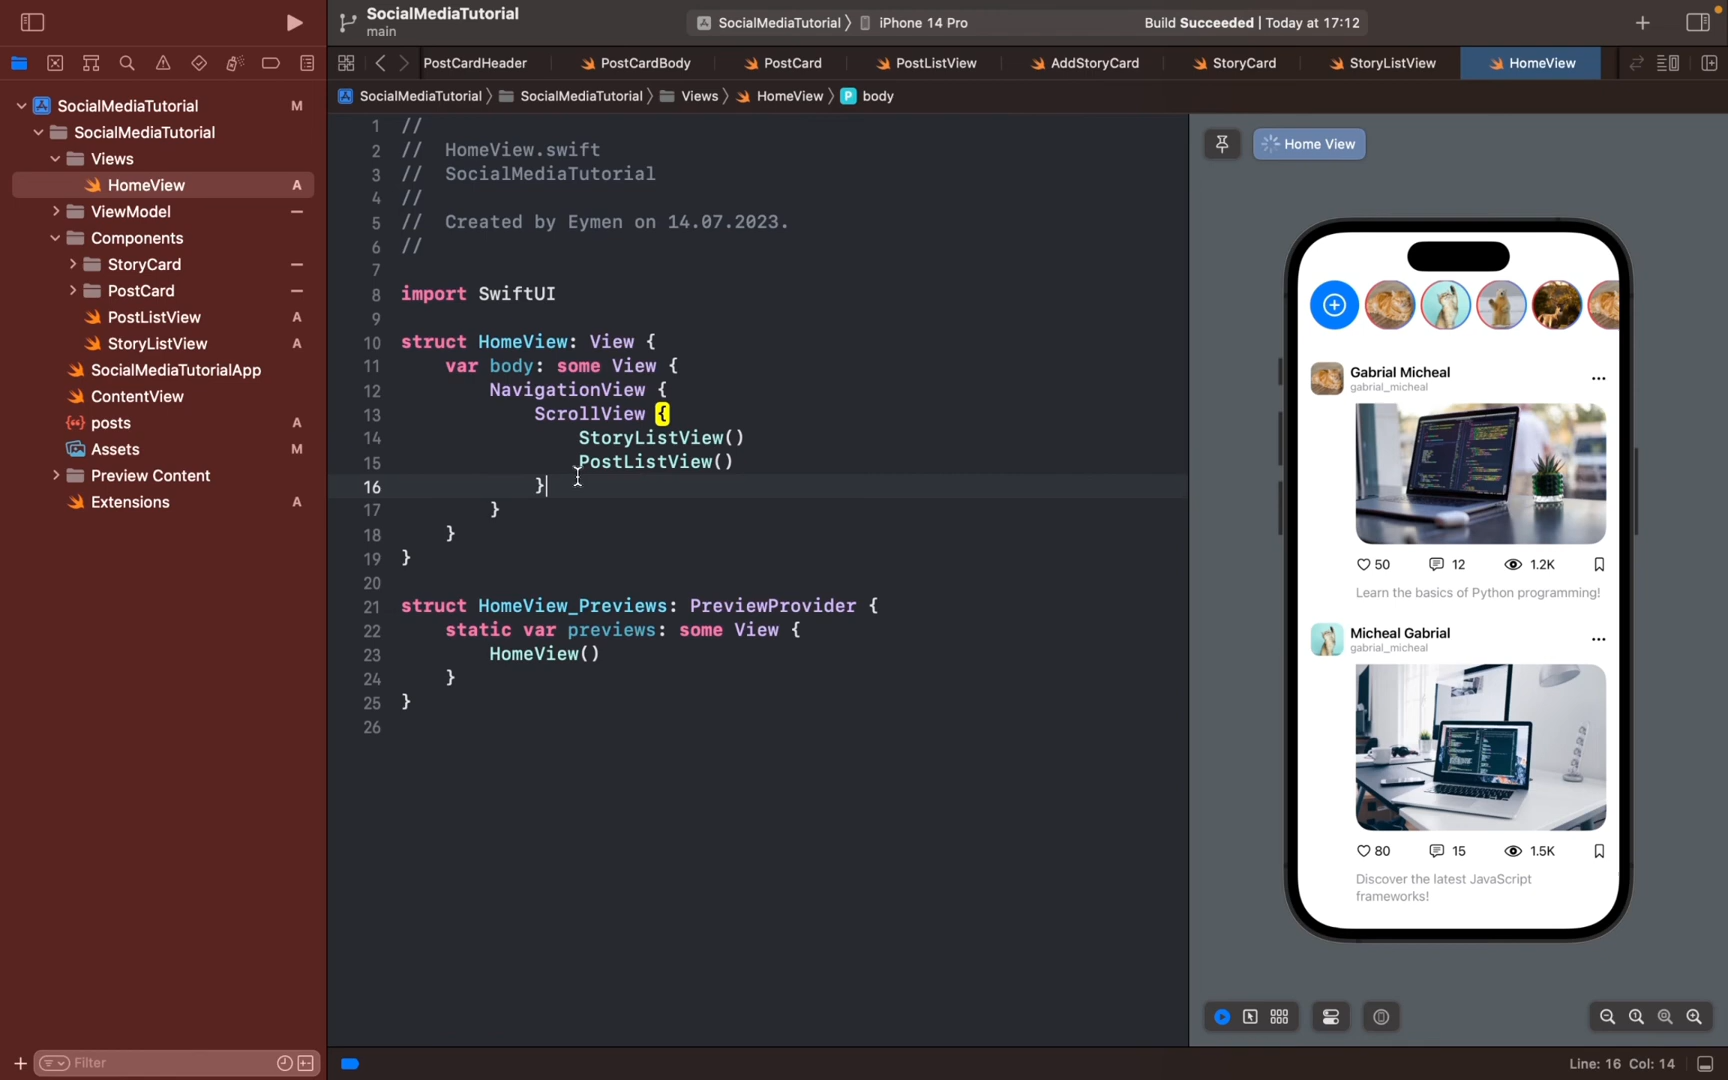 SocialMediaTutorial
main
SocialMediaTutorial 〉 iPhone 14 Pro
Build Succeeded | Today at 17:12
PostCardHeader
PostCardBody
PostCard
PostListView
AddStoryCard
StoryCard
StoryListView
HomeView
SocialMediaTutorial 〉 SocialMediaTutorial 〉 Views 〉 HomeView 〉 P body
SocialMediaTutorial M
SocialMediaTutorial
Views
HomeView A
ViewModel
Components
StoryCard
PostCard
PostListView A
StoryListView A
SocialMediaTutorialApp
ContentView
posts A
Assets M
Preview Content
Extensions A
Filter
1 //
2 //  HomeView.swift
3 //  SocialMediaTutorial
4 //
5 //  Created by Eymen on 14.07.2023.
6 //
7
8 import SwiftUI
9
10 struct HomeView: View {
11     var body: some View {
12         NavigationView {
13             ScrollView {
14                 StoryListView()
15                 PostListView()
16             }
17         }
18     }
19 }
20
21 struct HomeView_Previews: PreviewProvider {
22     static var previews: some View {
23         HomeView()
24     }
25 }
26
Home View
Gabrial Micheal
gabrial_micheal
50 12 1.2K
Learn the basics of Python programming!
Micheal Gabrial
gabrial_micheal
80 15 1.5K
Discover the latest JavaScript
frameworks!
Line: 16 Col: 14